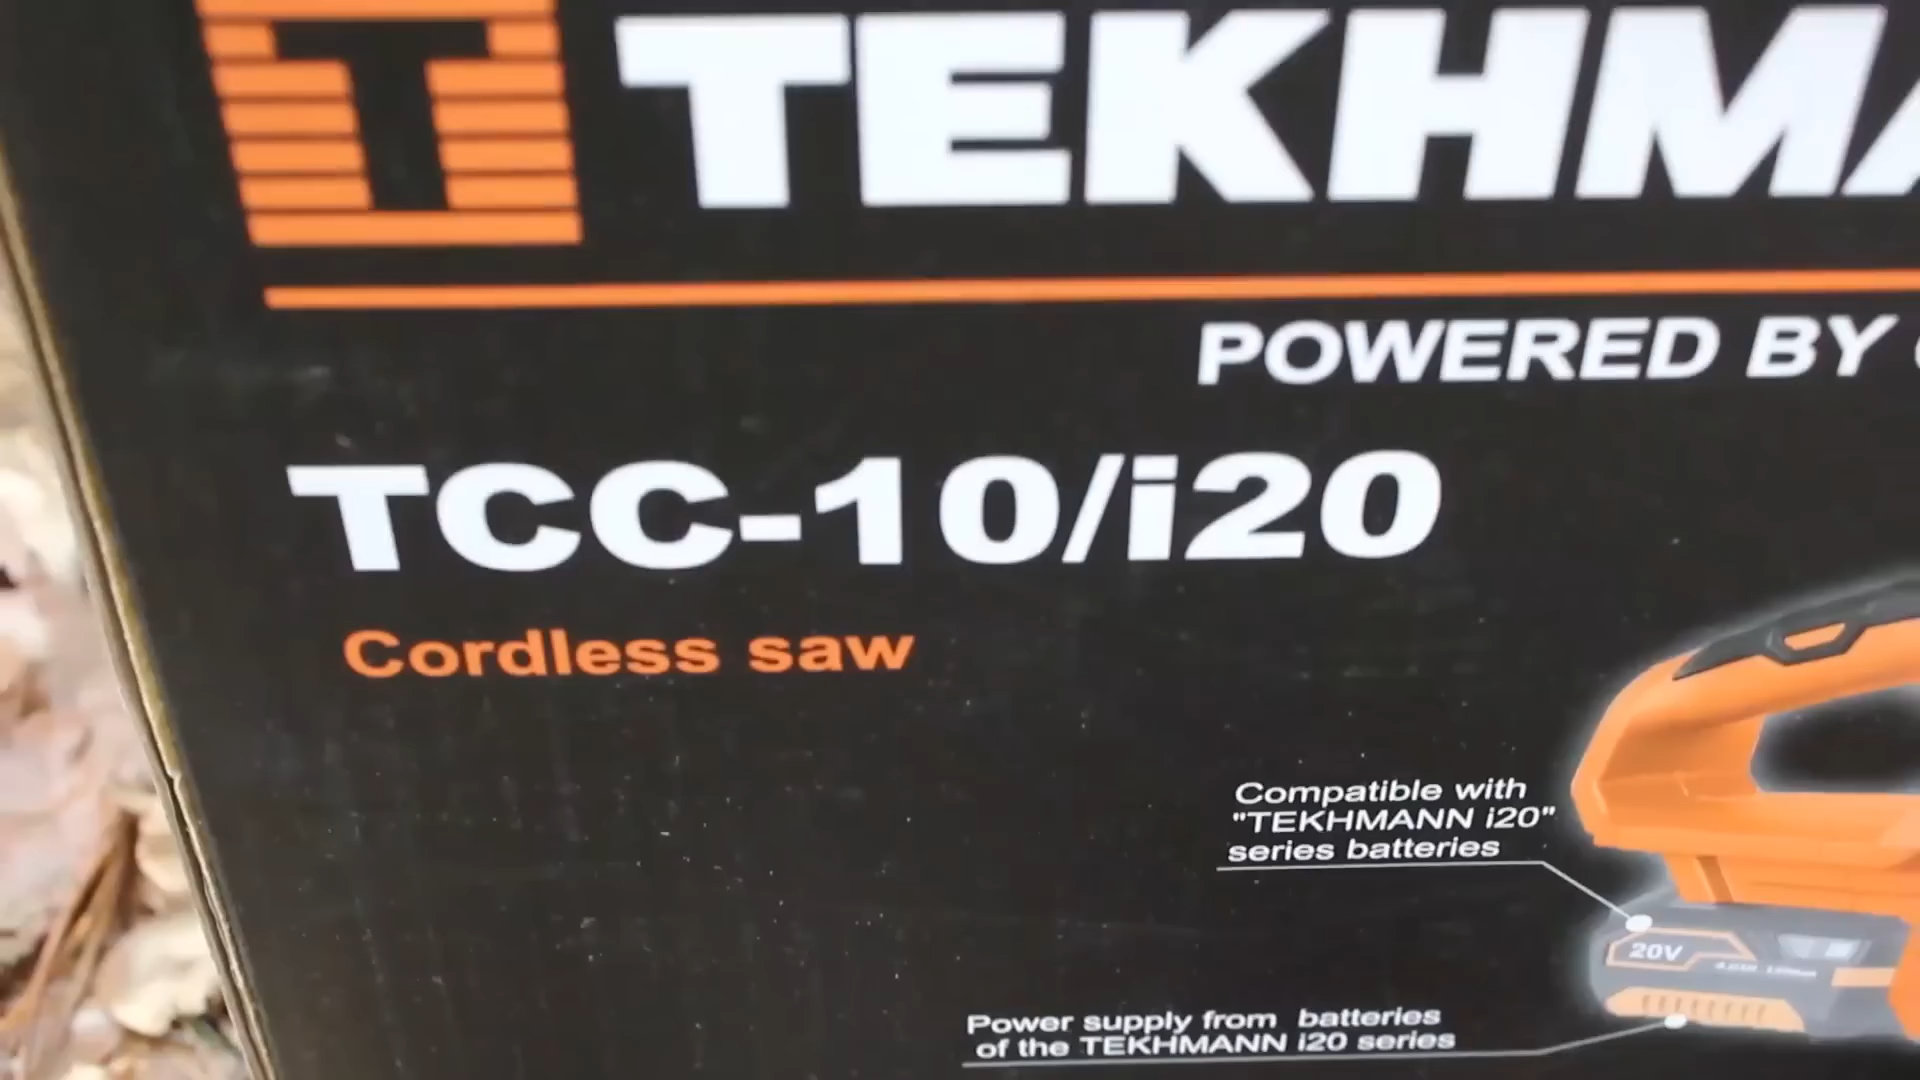 TEKHMA
POWERED BY
TCC-10/i20
Cordless saw
Compatible with
"TEKHMANN i20"
series batteries
20V
Power supply from batteries
of the TEKHMANN i20 series